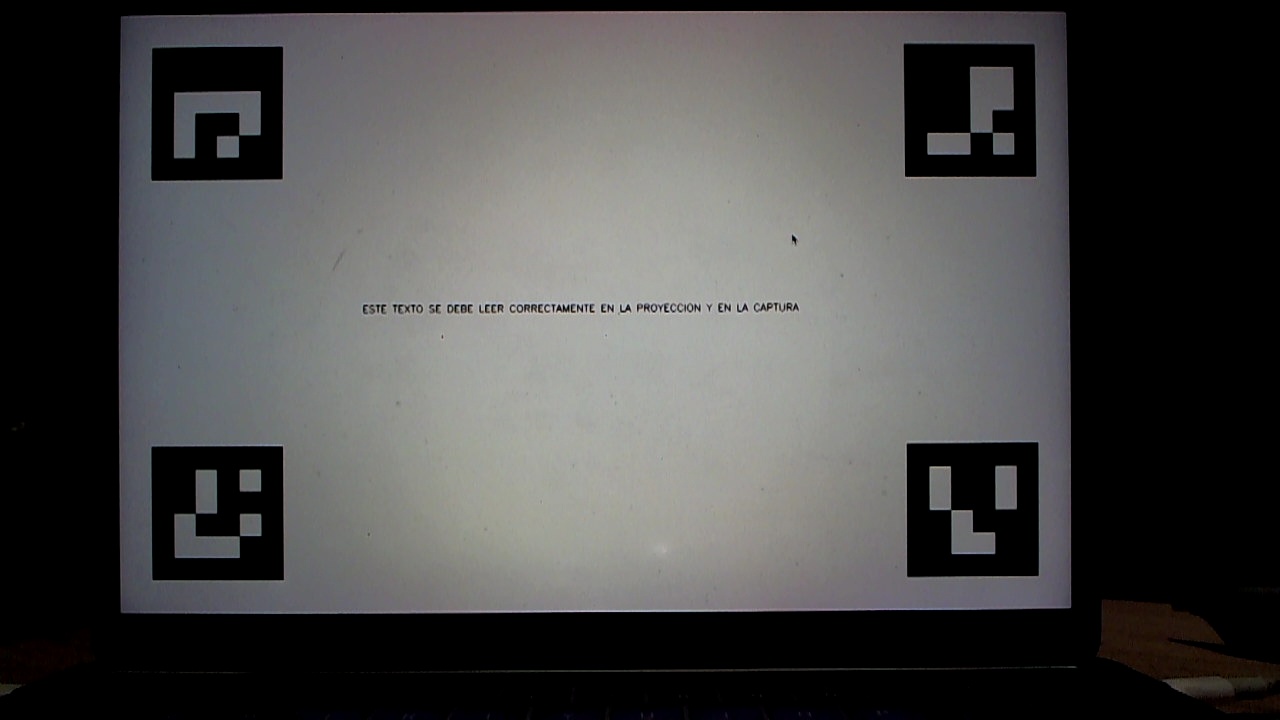 ESTE TEXTO SE DEBE LEER CORRECTAMENTE EN LA PROYECCION Y EN LA CAPTURA